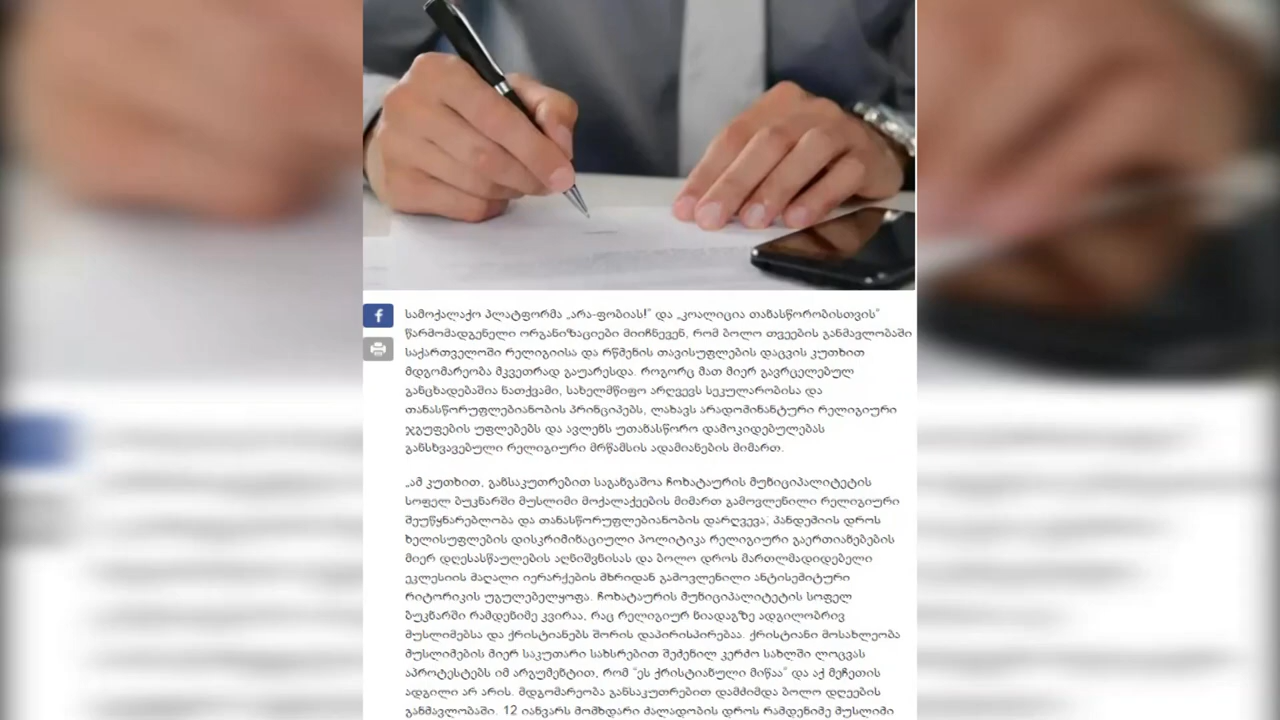 სამოქალაქო პლატფორმა „არა-ფობიას!” და „კოალიცია თანასწორობისთვის”
წარმომადგენელი ორგანიზაციები მიიჩნევენ, რომ ბოლო თვეების განმავლობაში
საქართველოში რელიგიისა და რწმენის თავისუფლების დაცვის კუთხით
მდგომარეობა მკვეთრად გაუარესდა. როგორც მათ მიერ გავრცელებულ
განცხადებაშია ნათქვამი, სახელმწიფო არღვევს სეკულარობისა და
თანასწორუფლებიანობის პრინციპებს, ლახავს არადომინანტური რელიგიური
ჯგუფების უფლებებს და ავლენს უთანასწორო დამოკიდებულებას
განსხვავებული რელიგიური მრწამსის ადამიანების მიმართ.
„ამ კუთხით, განსაკუთრებით საგანგაშოა ჩოხატაურის მუნიციპალიტეტის
სოფელ ბუკნარში მუსლიმი მოქალაქეების მიმართ გამოვლენილი რელიგიური
შეუწყნარებლობა და თანასწორუფლებიანობის დარღვევა; პანდემიის დროს
ხელისუფლების დისკრიმინაციული პოლიტიკა რელიგიური გაერთიანებების
მიერ დღესასწაულების აღნიშვნისას და ბოლო დროს მართლმადიდებელი
ეკლესიის მაღალი იერარქების მხრიდან გამოვლენილი ანტისემიტური
რიტორიკის უგულებელყოფა. ჩოხატაურის მუნიციპალიტეტის სოფელ
ბუკნარში რამდენიმე კვირაა, რაც რელიგიურ ნიადაგზე ადგილობრივ
მუსლიმებსა და ქრისტიანებს შორის დაპირისპირებაა. ქრისტიანი მოსახლეობა
მუსლიმების მიერ საკუთარი სახსრებით შეძენილ კერძო სახლში ლოცვას
აპროტესტებს იმ არგუმენტით, რომ “ეს ქრისტიანული მიწაა” და აქ მეჩეთის
ადგილი არ არის. მდგომარეობა განსაკუთრებით დამძიმდა ბოლო დღეების
განმავლობაში. 12 იანვარს მომხდარი ძალადობის დროს რამდენიმე მუსლიმი